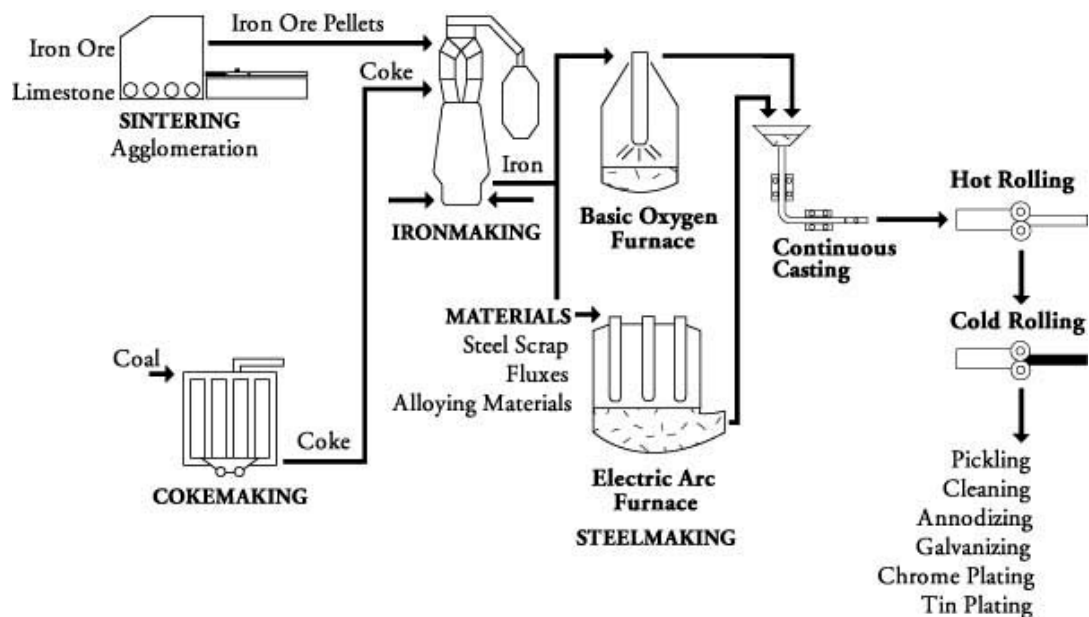 Iron Ore
Limestone
SINTERING
Agglomeration
Iron Ore Pellets
Coke
Iron
IRONMAKING
Coal
Coke
COKEMAKING
Basic Oxygen
Furnace
MATERIALS
Steel Scrap
Fluxes
Alloying Materials
Electric Arc
Furnace
STEELMAKING
Continuous
Casting
Hot Rolling
Cold Rolling
Pickling
Cleaning
Annodizing
Galvanizing
Chrome Plating
Tin Plating